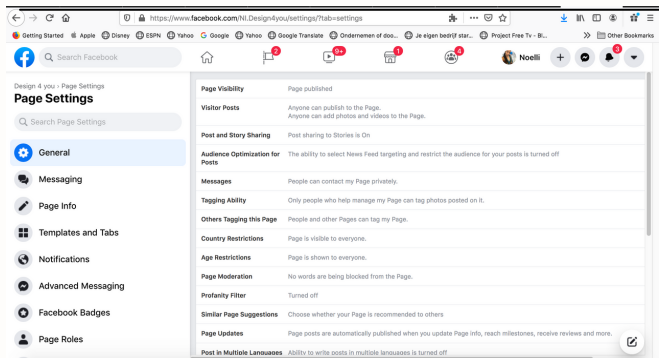 https://www.facebook.com/NI.Design4you/settings/?tab=settings
Getting Started Apple Disney ESPN Yahoo Google Yahoo Google Translate Ondernemen of doo... Je eigen bedrijf star... Project Free Tv - Bl... Other Bookmarks
Search Facebook 2 9+ 1 4 Noelli 3
Design 4 you › Page Settings
Page Settings
Search Page Settings
General
Messaging
Page Info
Templates and Tabs
Notifications
Advanced Messaging
Facebook Badges
Page Roles
Page Visibility Page published
Visitor Posts Anyone can publish to the Page.
Anyone can add photos and videos to the Page.
Post and Story Sharing Post sharing to Stories is On
Audience Optimization for The ability to select News Feed targeting and restrict the audience for your posts is turned off
Posts
Messages People can contact my Page privately.
Tagging Ability Only people who help manage my Page can tag photos posted on it.
Others Tagging this Page People and other Pages can tag my Page.
Country Restrictions Page is visible to everyone.
Age Restrictions Page is shown to everyone.
Page Moderation No words are being blocked from the Page.
Profanity Filter Turned off
Similar Page Suggestions Choose whether your Page is recommended to others
Page Updates Page posts are automatically published when you update Page info, reach milestones, receive reviews and more.
Post in Multiple Languages Ability to write posts in multiple languages is turned off